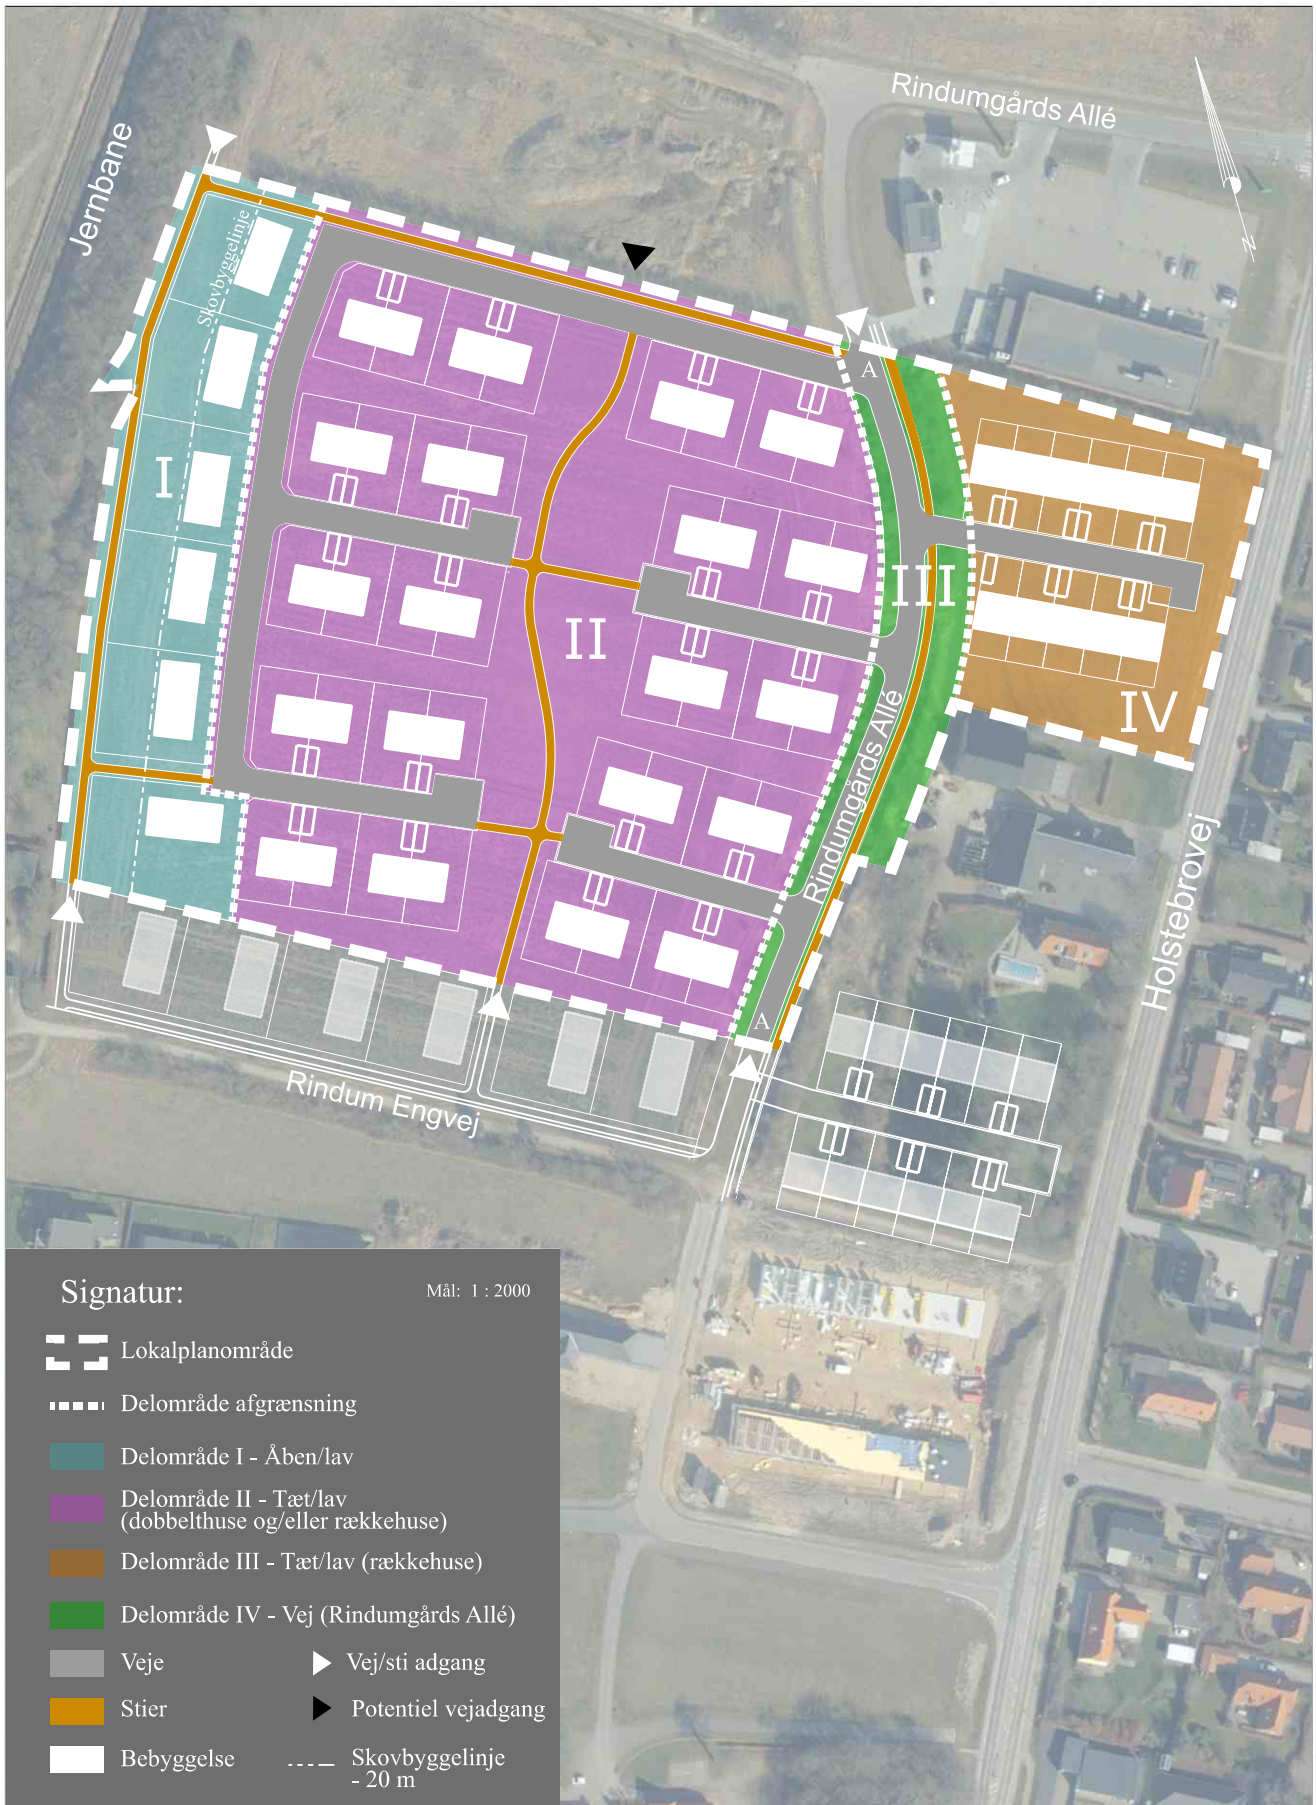 Rindumgårds Allé
Jernbane
Skovbyggelinje
N
A
I
II
III
IV
Rindumgårds Allé
Holstebrovej
A
Rindum Engvej
Signatur:
Mål: 1 : 2000
Lokalplanområde
Delområde afgrænsning
Delområde I - Åben/lav
Delområde II - Tæt/lav
(dobbelthuse og/eller rækkehuse)
Delområde III - Tæt/lav (rækkehuse)
Delområde IV - Vej (Rindumgårds Allé)
Veje
Vej/sti adgang
Stier
Potentiel vejadgang
Bebyggelse
Skovbyggelinje
- 20 m